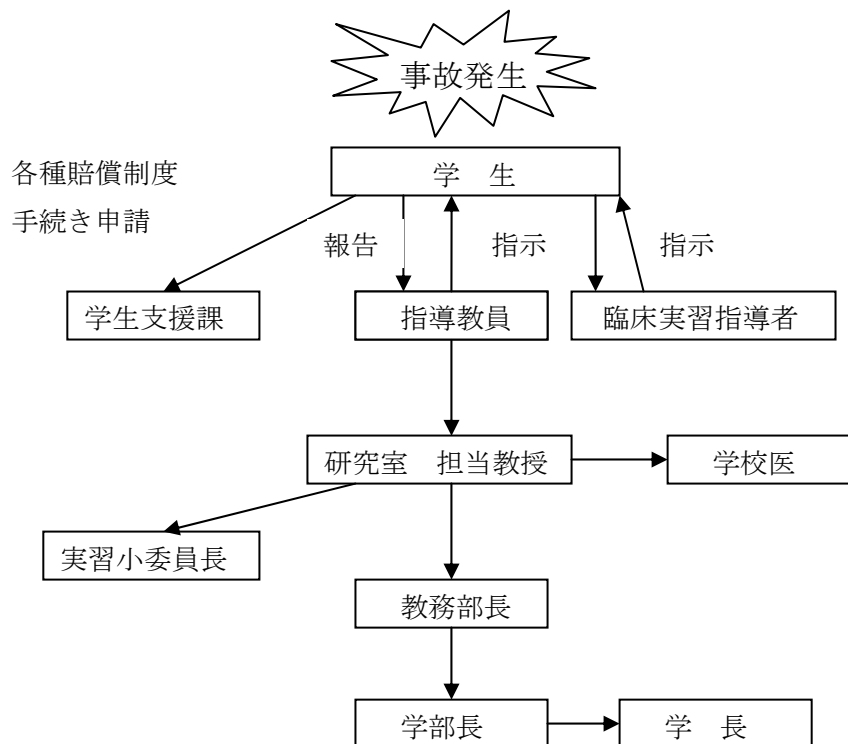 事故発生
各種賠償制度
手続き申請
学　生
報告
指示
指示
学生支援課
指導教員
臨床実習指導者
研究室　担当教授
学校医
実習小委員長
教務部長
学部長
学　長